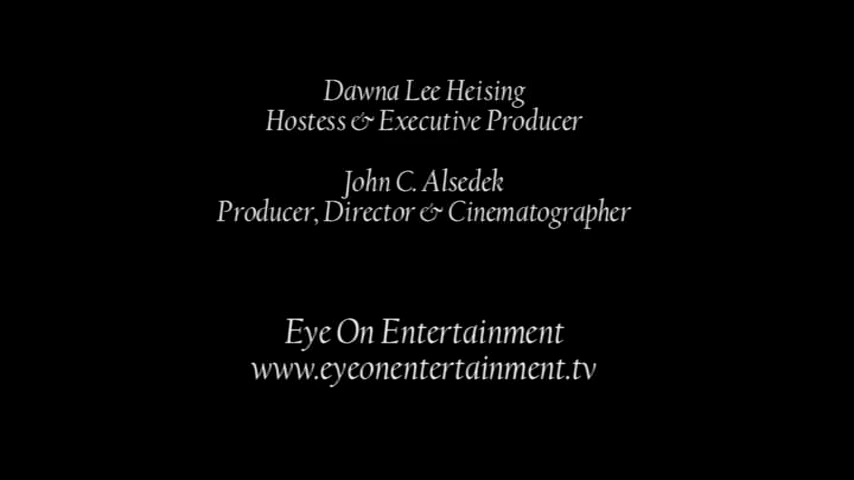 Dawna Lee Heising
Hostess & Executive Producer
John C. Alsedek
Producer, Director & Cinematographer
Eye On Entertainment
www.eyeonentertainment.tv